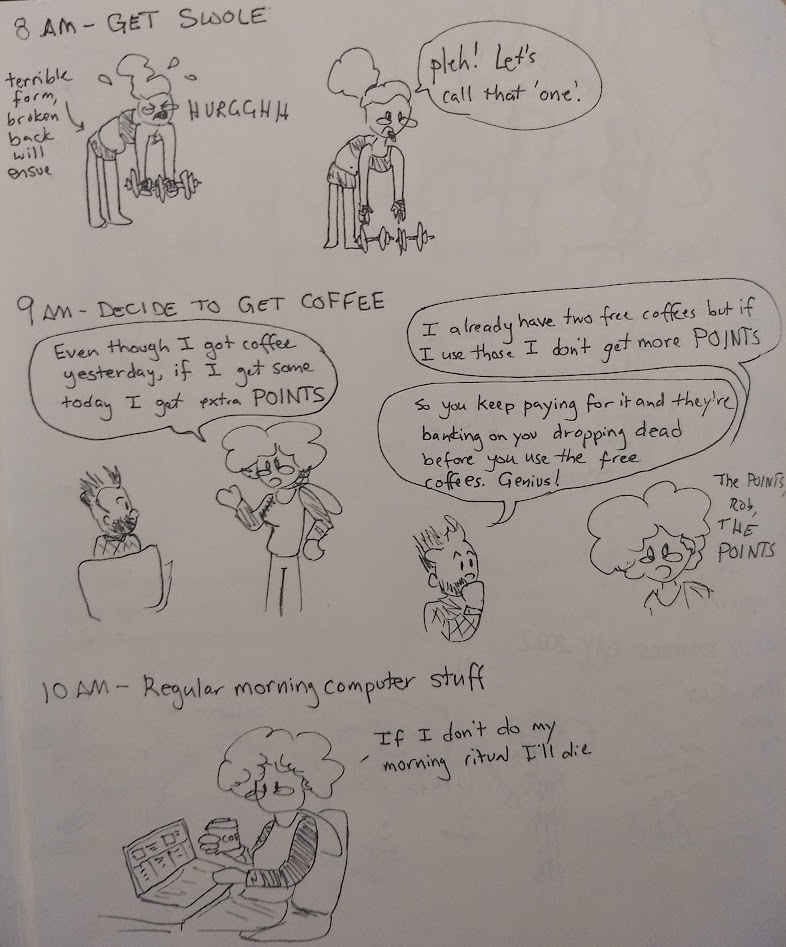 8 AM - GET SWOLE
terrible
form,
broken
back
will
ensue
HURGGHH
pleh! Let's
call that 'one'.
9 AM - DECIDE TO GET COFFEE
Even though I got coffee
yesterday, if I get some
today I get extra POINTS
I already have two free coffees but if
I use those I don't get more POINTS
So you keep paying for it and they're
banking on you dropping dead
before you use the free
coffees. Genius!
The POINTS,
Rob,
THE
POINTS
10 AM - Regular morning computer stuff
If I don't do my
morning ritual I'll die
COF